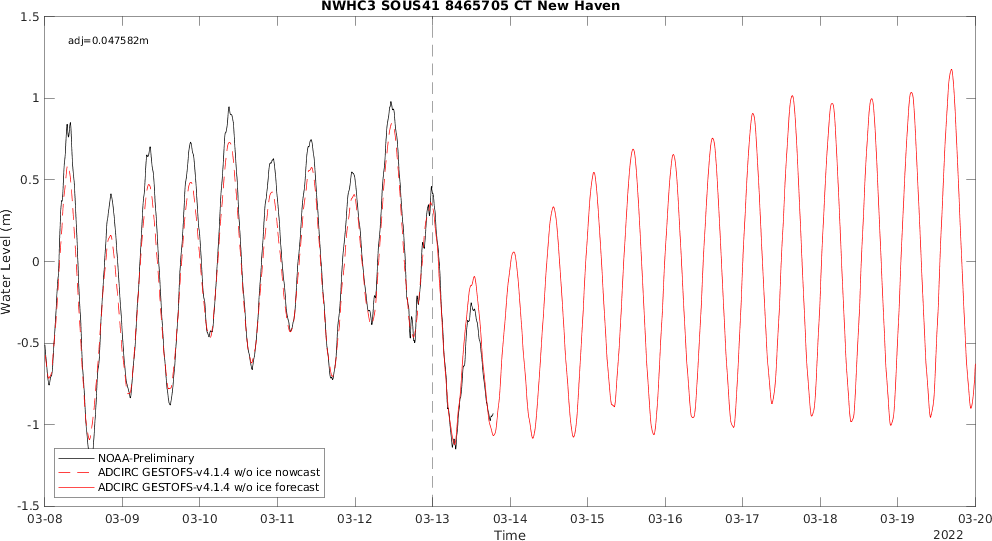 NWHC3 SOUS41 8465705 CT New Haven
adj=0.047582m
1.5
1
0.5
0
-0.5
-1
-1.5
Water Level (m)
NOAA-Preliminary
ADCIRC GESTOFS-v4.1.4 w/o ice nowcast
ADCIRC GESTOFS-v4.1.4 w/o ice forecast
03-08 03-09 03-10 03-11 03-12 03-13 03-14 03-15 03-16 03-17 03-18 03-19 03-20
Time
2022